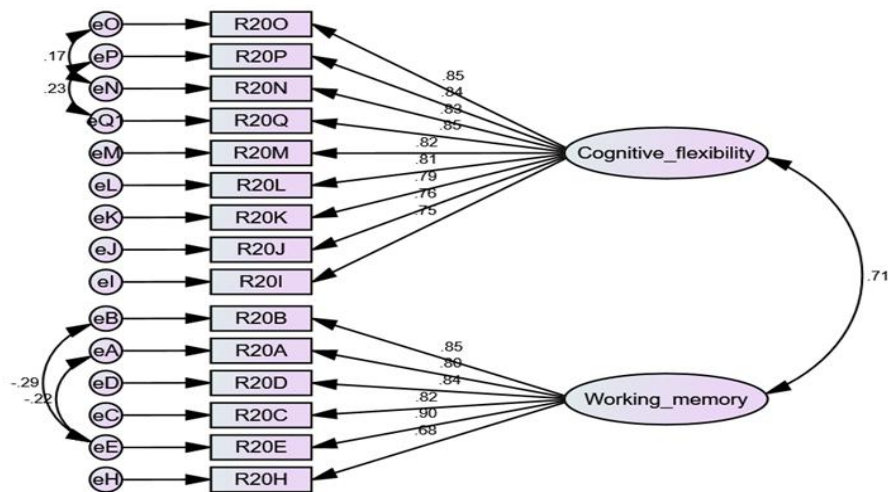 eO R20O
.17
eP R20P
.85
eN R20N
.84
.23
.83
eQ1 R20Q
.85
eM R20M
.82
Cognitive_flexibility
eL R20L
.81
.79
eK R20K
.76
eJ R20J
.75
eI R20I
.71
eB R20B
.85
eA R20A
.80
-.29
eD R20D
.84
-.22
.82
Working_memory
eC R20C
.90
eE R20E
.68
eH R20H